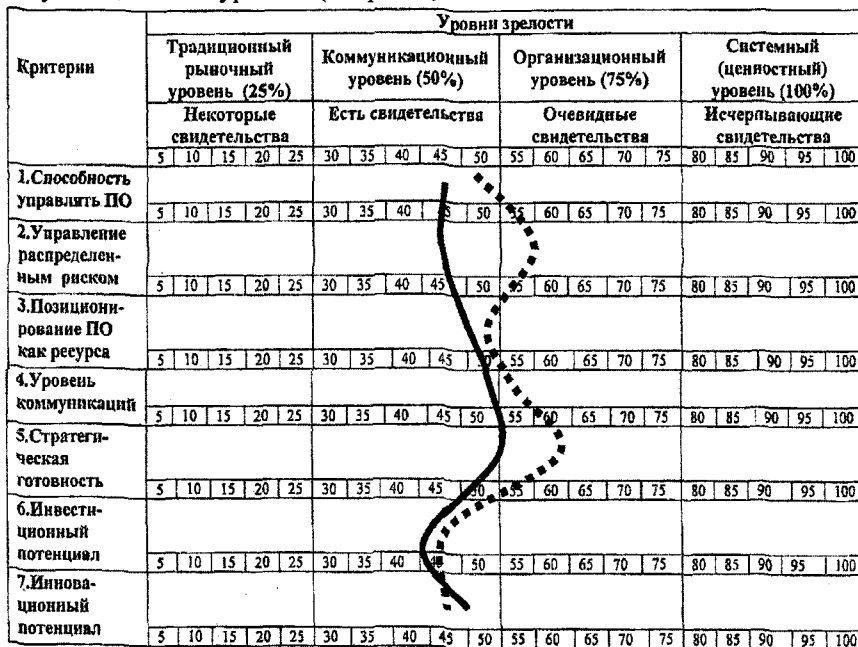 Уровни зрелости
Критерии
Традиционный
рыночный
уровень (25%)
Коммуникационный
уровень (50%)
Организационный
уровень (75%)
Системный
(ценностный)
уровень (100%)
Некоторые
свидетельства
Есть свидетельства
Очевидные
свидетельства
Исчерпывающие
свидетельства
5 10 15 20 25 30 35 40 45 50 55 60 65 70 75 80 85 90 95 100
1.Способность
управлять ПО
5 10 15 20 25 30 35 40 45 50 55 60 65 70 75 80 85 90 95 100
2.Управление
распределен-
ным риском
5 10 15 20 25 30 35 40 45 50 55 60 65 70 75 80 85 90 95 100
3.Позициони-
рование ПО
как ресурса
5 10 15 20 25 30 35 40 45 50 55 60 65 70 75 80 85 90 95 100
4.Уровень
коммуникаций
5 10 15 20 25 30 35 40 45 50 55 60 65 70 75 80 85 90 95 100
5.Стратеги-
ческая
готовность
5 10 15 20 25 30 35 40 45 50 55 60 65 70 75 80 85 90 95 100
6.Инвести-
ционный
потенциал
5 10 15 20 25 30 35 40 45 50 55 60 65 70 75 80 85 90 95 100
7.Иннова-
ционный
потенциал
5 10 15 20 25 30 35 40 45 50 55 60 65 70 75 80 85 90 95 100